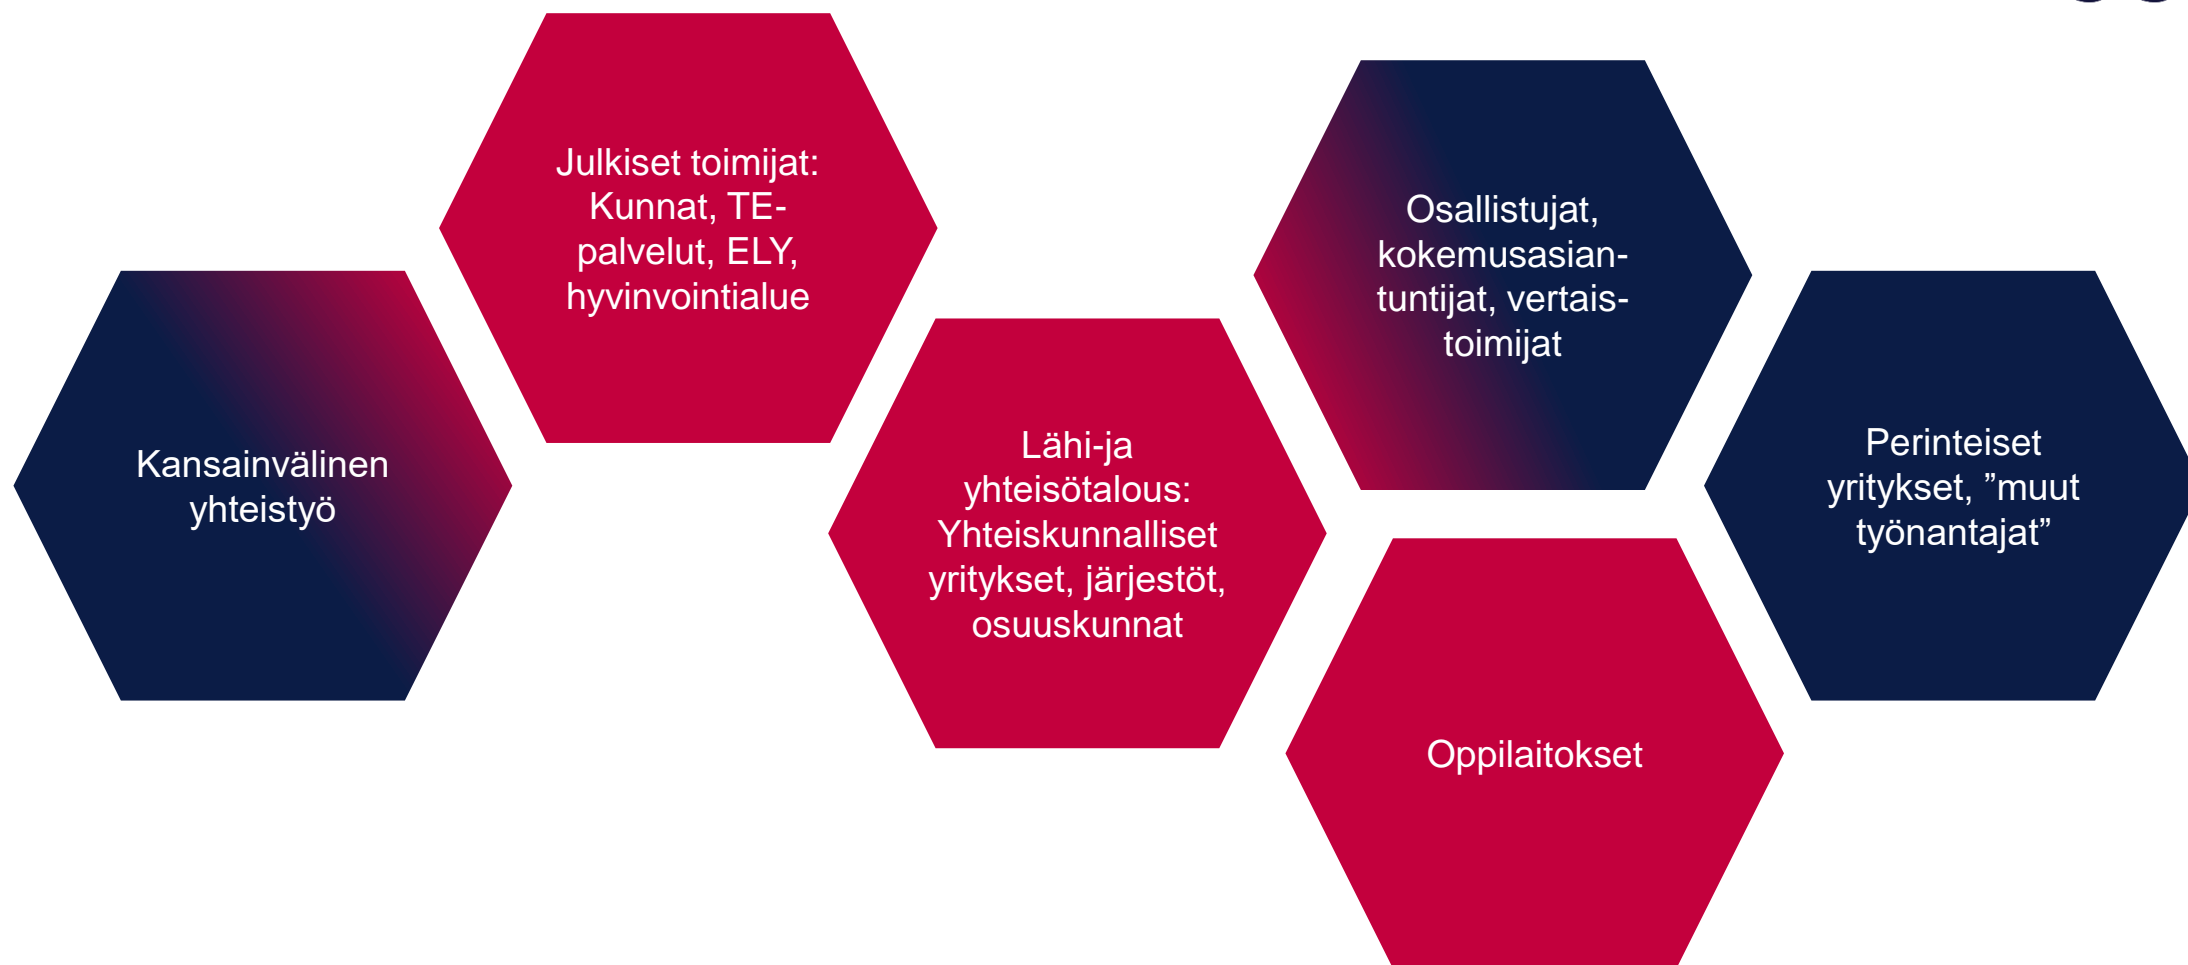 Julkiset toimijat:
Kunnat, TE-
palvelut, ELY,
hyvinvointialue
Osallistujat,
kokemusasian-
tuntijat, vertais-
toimijat
Kansainvälinen
yhteistyö
Lähi-ja
yhteisötalous:
Yhteiskunnalliset
yritykset, järjestöt,
osuuskunnat
Perinteiset
yritykset, ”muut
työnantajat”
Oppilaitokset